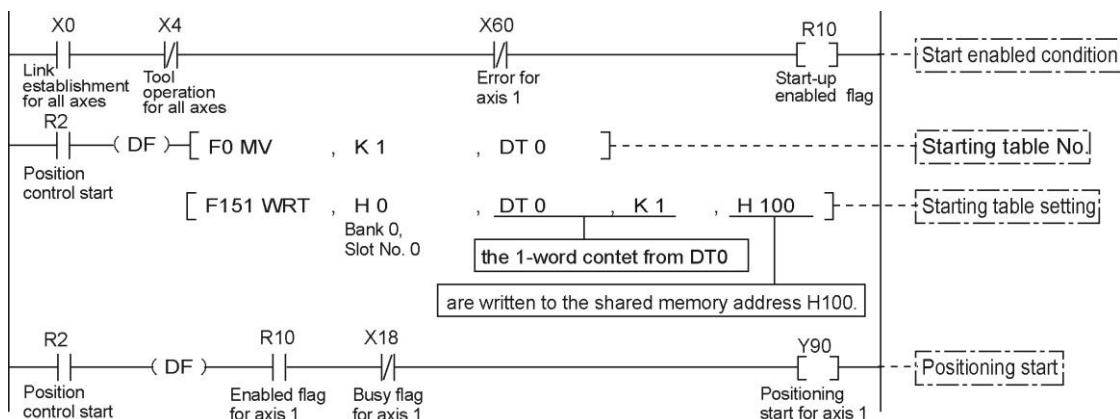 X0 X4 X60 R10
Link establishment for all axes
Tool operation for all axes
Error for axis 1
Start-up enabled flag
Start enabled condition
R2
( DF ) F0 MV , K 1 , DT 0
Starting table No.
Position control start
F151 WRT , H 0 , DT 0 , K 1 , H 100
Starting table setting
Bank 0,
Slot No. 0
the 1-word contet from DT0
are written to the shared memory address H100.
R2 R10 X18 Y90
( DF )
Positioning start
Position control start
Enabled flag for axis 1
Busy flag for axis 1
Positioning start for axis 1